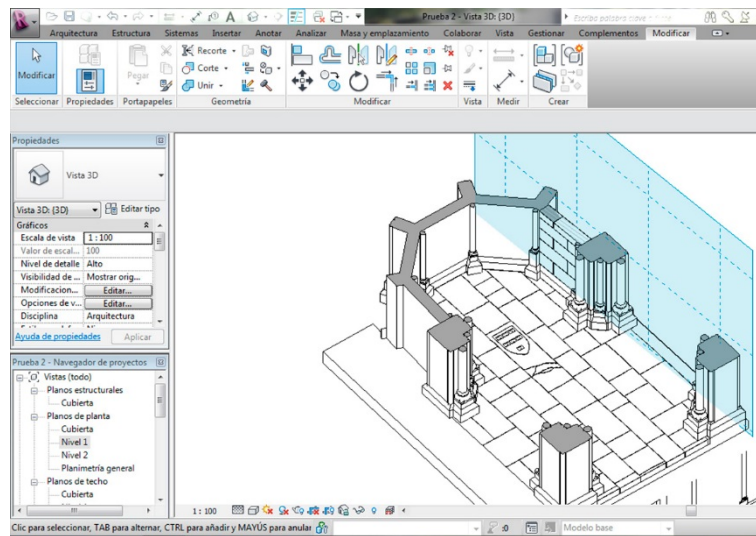 Prueba 2 - Vista 3D: {3D}
Escriba palabra clave o frase
Arquitectura Estructura Sistemas Insertar Anotar Analizar Masa y emplazamiento Colaborar Vista Gestionar Complementos Modificar
Modificar Pegar Recorte
Corte
Unir
Seleccionar Propiedades Portapapeles Geometría Modificar Vista Medir Crear
Propiedades
Vista 3D
Vista 3D: {3D} Editar tipo
Gráficos
Escala de vista 1 : 100
Valor de escal... 100
Nivel de detalle Alto
Visibilidad de ... Mostrar orig...
Modificacion... Editar...
Opciones de v... Editar...
Disciplina Arquitectura
Ayuda de propiedades Aplicar
Prueba 2 - Navegador de proyectos
Vistas (todo)
Planos estructurales
Cubierta
Planos de planta
Cubierta
Nivel 1
Nivel 2
Planimetría general
Planos de techo
Cubierta
1 : 100
Clic para seleccionar, TAB para alternar, CTRL para añadir y MAYÚS para anular :0 Modelo base